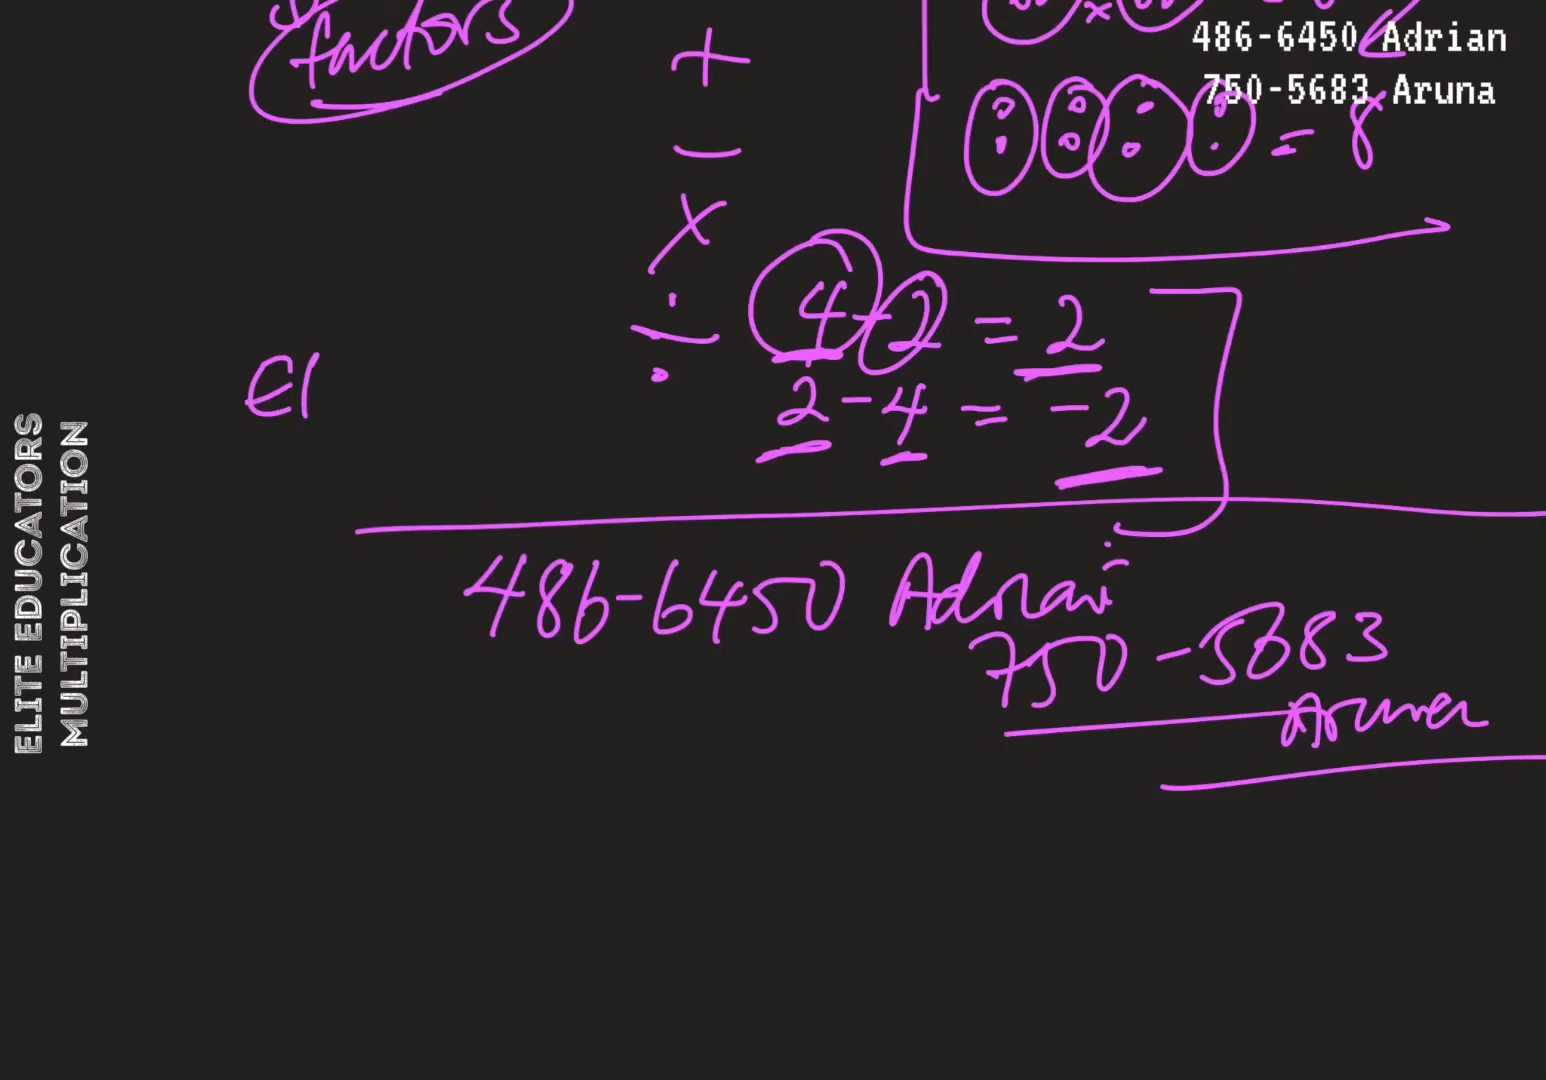 factors
486-6450 Adrian
750-5683 Aruna
+
−
×
÷
= 8
4-2 = 2
2-4 = -2
El
486-6450 Adrian
750-5683
Aruna
ELITE EDUCATORS
MULTIPLICATION